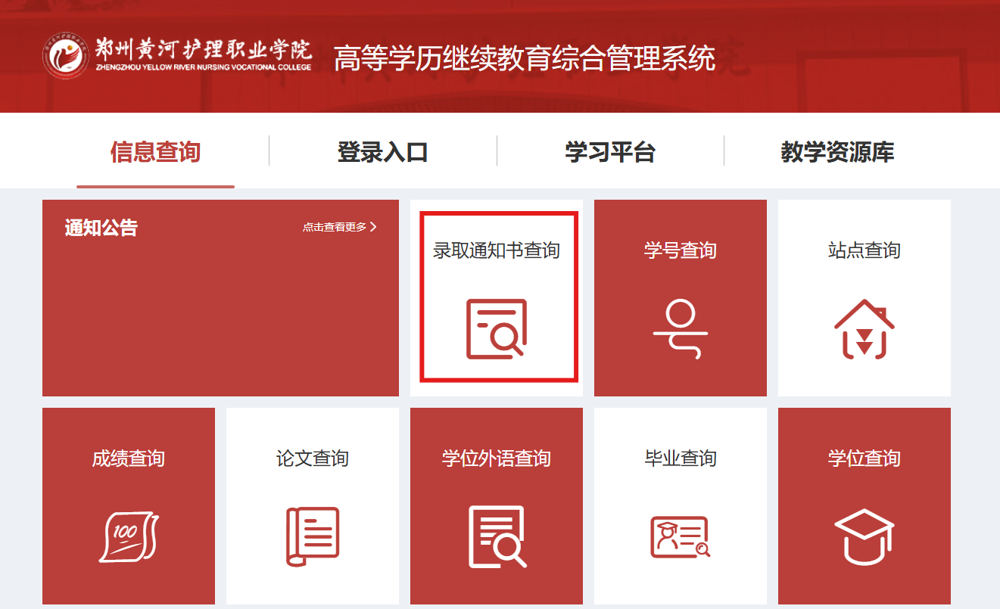 郑州黄河护理职业学院
ZHENGZHOU YELLOW RIVER NURSING VOCATIONAL COLLEGE
高等学历继续教育综合管理系统
信息查询
登录入口
学习平台
教学资源库
通知公告
点击查看更多
录取通知书查询
学号查询
站点查询
成绩查询
论文查询
学位外语查询
毕业查询
学位查询
100